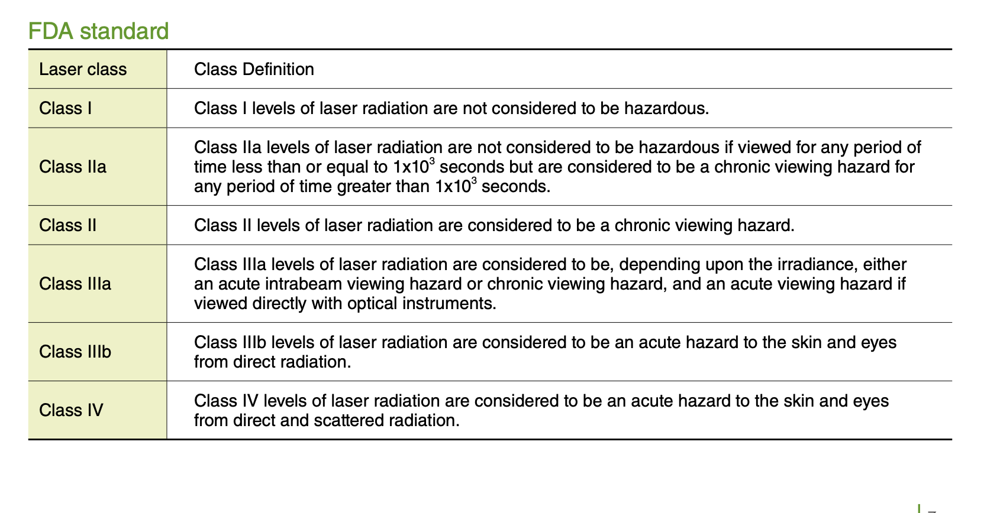 FDA standard
Laser class
Class Definition
Class I
Class I levels of laser radiation are not considered to be hazardous.
Class IIa
Class IIa levels of laser radiation are not considered to be hazardous if viewed for any period of
time less than or equal to 1x10³ seconds but are considered to be a chronic viewing hazard for
any period of time greater than 1x10³ seconds.
Class II
Class II levels of laser radiation are considered to be a chronic viewing hazard.
Class IIIa
Class IIIa levels of laser radiation are considered to be, depending upon the irradiance, either
an acute intrabeam viewing hazard or chronic viewing hazard, and an acute viewing hazard if
viewed directly with optical instruments.
Class IIIb
Class IIIb levels of laser radiation are considered to be an acute hazard to the skin and eyes
from direct radiation.
Class IV
Class IV levels of laser radiation are considered to be an acute hazard to the skin and eyes
from direct and scattered radiation.